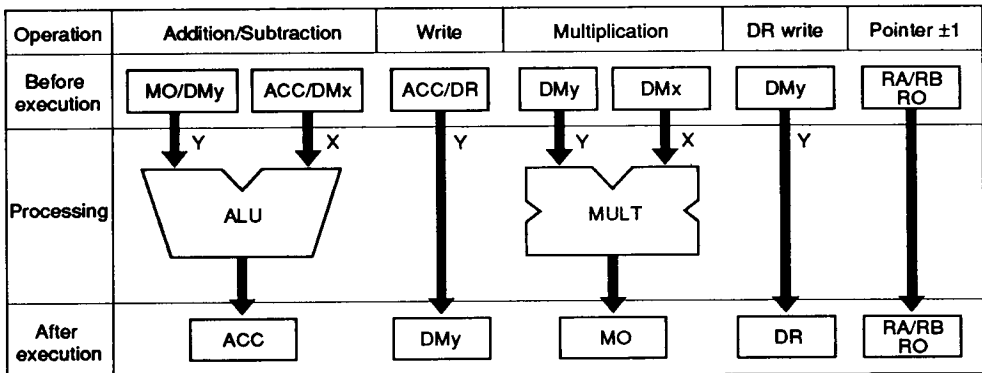 Operation Addition/Subtraction Write Multiplication DR write Pointer ±1
Before execution MO/DMy ACC/DMx ACC/DR DMy DMx DMy RA/RB RO
Y X Y Y X Y
Processing ALU MULT
After execution ACC DMy MO DR RA/RB RO